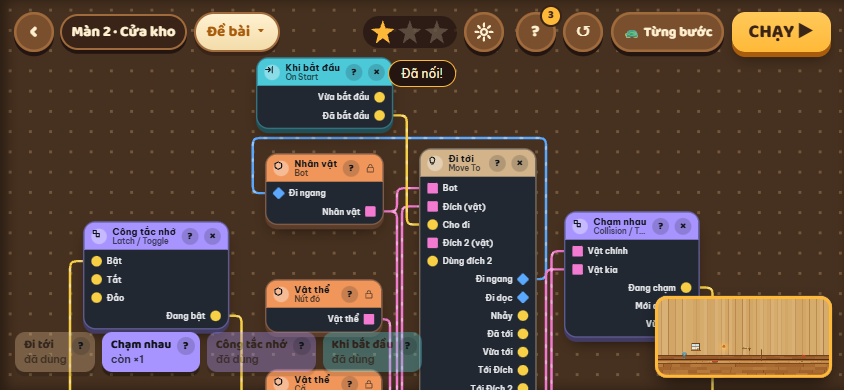 Màn 2 · Cửa kho
Đề bài
?
3
Từng bước
CHẠY
Khi bắt đầu
On Start
?
×
Đã nối!
Vừa bắt đầu
Đã bắt đầu
Nhân vật
Bot
?
Đi ngang
Nhân vật
Đi tới
Move To
?
×
Bot
Đích (vật)
Cho đi
Đích 2 (vật)
Dùng đích 2
Đi ngang
Đi dọc
Nhảy
Đã tới
Vừa tới
Tới Đích
Tới Đích 2
Chạm nhau
Collision / T...
?
×
Vật chính
Vật kia
Đang chạm
Công tắc nhớ
Latch / Toggle
?
×
Bật
Tắt
Đảo
Đang bật
Vật thể
Nút đỏ
?
Vật thể
Đi tới
đã dùng
?
Chạm nhau
còn ×1
?
Công tắc nhớ
đã dùng
?
Khi bắt đầu
đã dùng
?
Vật thể
?